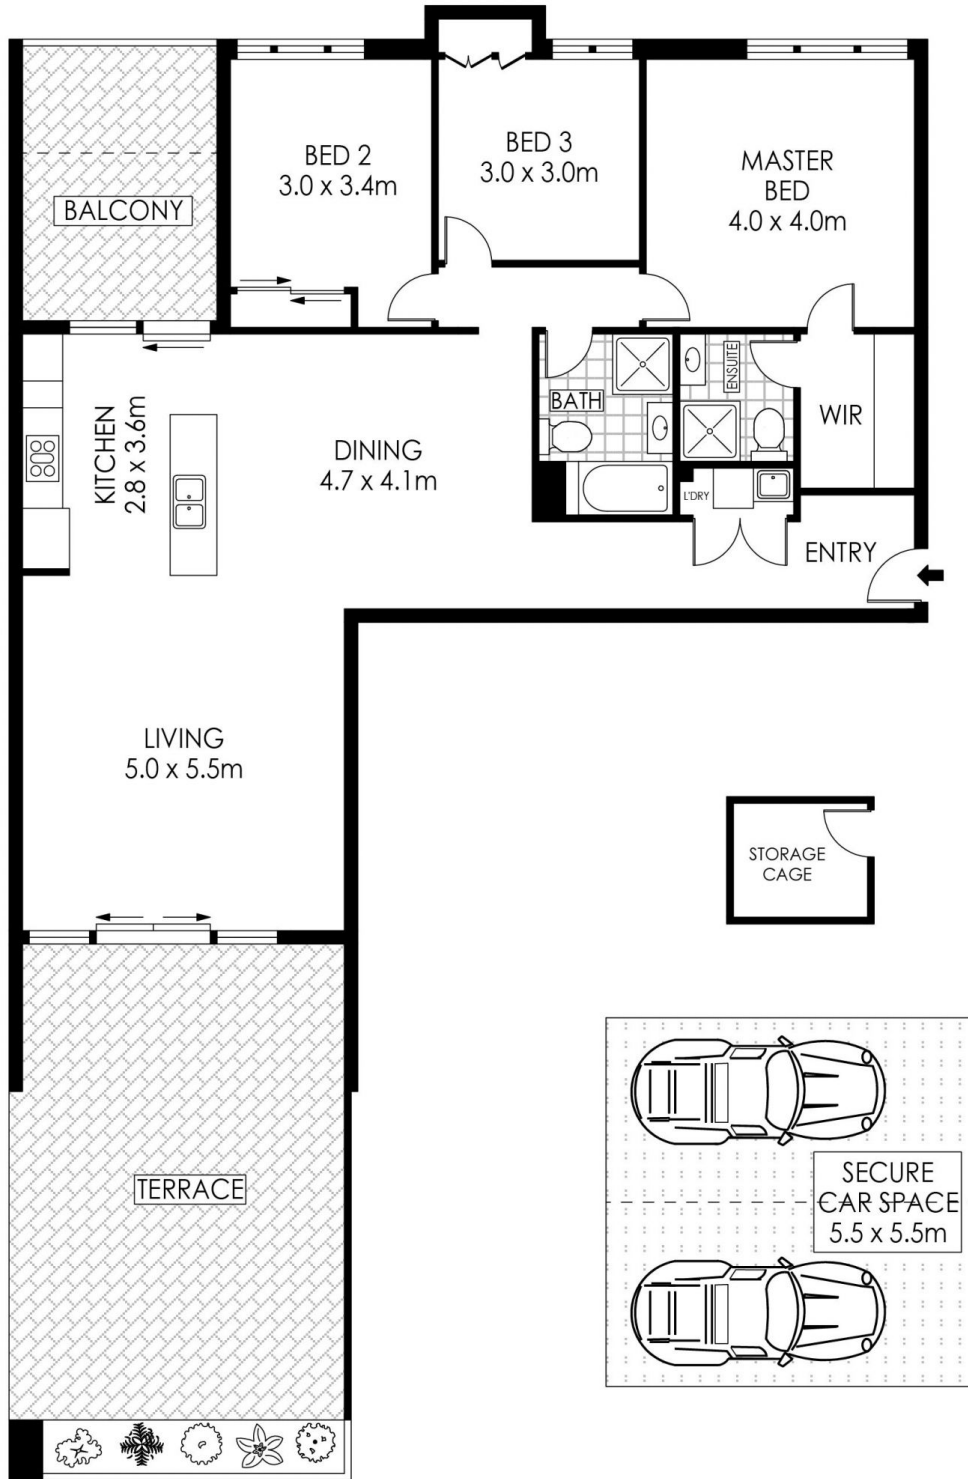 BED 2
3.0 x 3.4m
BED 3
3.0 x 3.0m
MASTER
BED
4.0 x 4.0m
BALCONY
KITCHEN
2.8 x 3.6m
DINING
4.7 x 4.1m
BATH
ENSUITE
WIR
L'DRY
ENTRY
LIVING
5.0 x 5.5m
STORAGE
CAGE
TERRACE
SECURE
CAR SPACE
5.5 x 5.5m